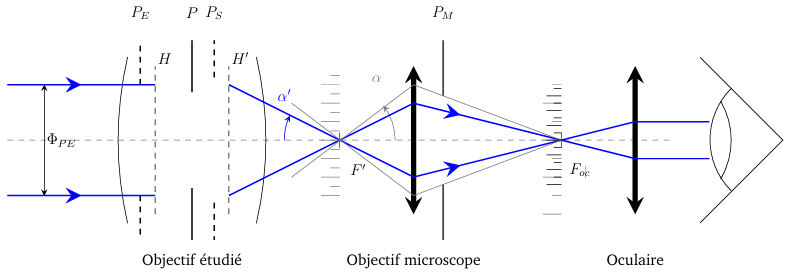 P_E P P_S P_M
H H′
α′ α
Φ_PE
F′ F_oc
Objectif étudié Objectif microscope Oculaire